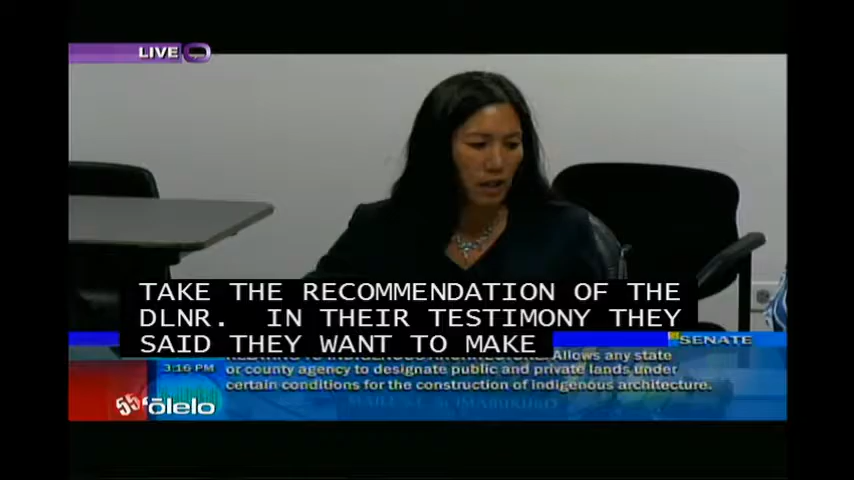 LIVE
TAKE THE RECOMMENDATION OF THE
DLNR.  IN THEIR TESTIMONY THEY
SAID THEY WANT TO MAKE
SENATE
Allows any state
3:16 PM
or county agency to designate public and private lands under
certain conditions for the construction of indigenous architecture.
55 'ōlelo